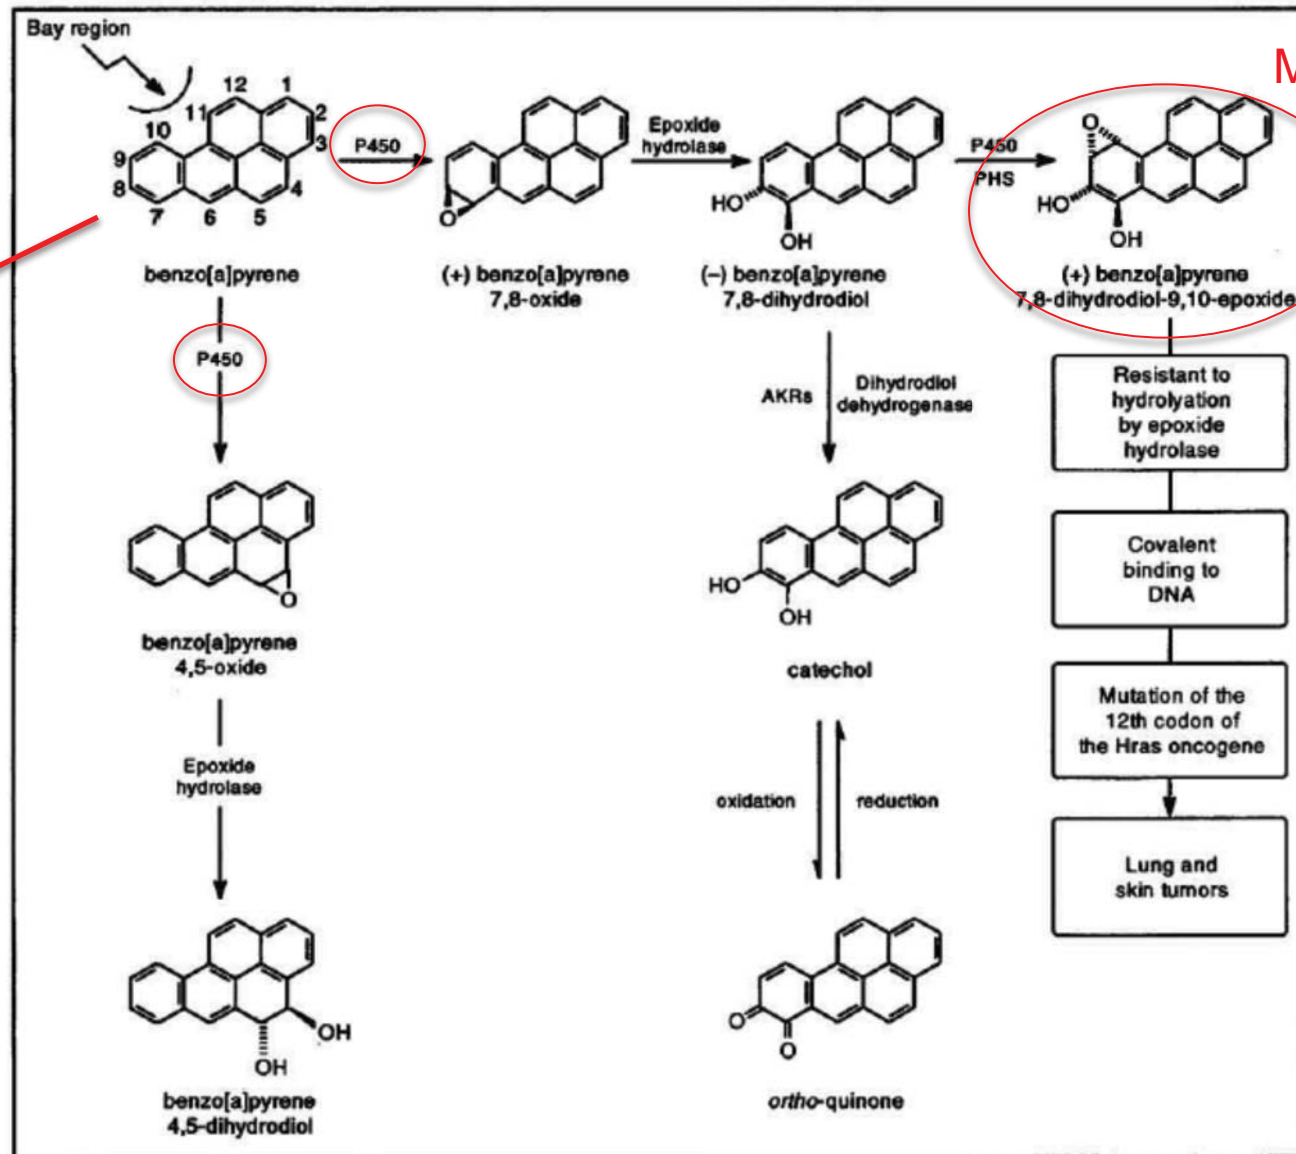 Bay region
M
12
1
11
2
10
3
9
8
4
7
6
5
benzo[a]pyrene
P450
(+) benzo[a]pyrene
7,8-oxide
Epoxide
hydrolase
HO
OH
(–) benzo[a]pyrene
7,8-dihydrodiol
P450
PHS
O
HO
OH
(+) benzo[a]pyrene
7,8-dihydrodiol-9,10-epoxide
O
P450
O
benzo[a]pyrene
4,5-oxide
Epoxide
hydrolase
OH
OH
benzo[a]pyrene
4,5-dihydrodiol
AKRs
Dihydrodiol
dehydrogenase
HO
OH
catechol
oxidation
reduction
O
O
ortho-quinone
Resistant to
hydrolyation
by epoxide
hydrolase
Covalent
binding to
DNA
Mutation of the
12th codon of
the Hras oncogene
Lung and
skin tumors